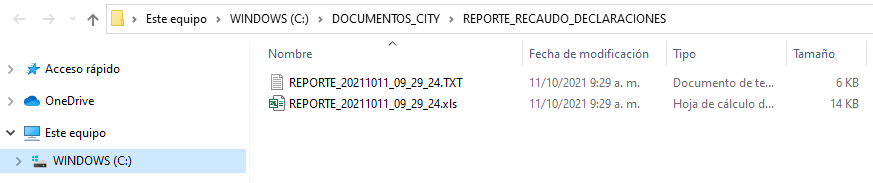 Este equipo > WINDOWS (C:) > DOCUMENTOS_CITY > REPORTE_RECAUDO_DECLARACIONES
Nombre Fecha de modificación Tipo Tamaño
Acceso rápido
OneDrive
Este equipo
WINDOWS (C:)
REPORTE_20211011_09_29_24.TXT 11/10/2021 9:29 a. m. Documento de te... 6 KB
REPORTE_20211011_09_29_24.xls 11/10/2021 9:29 a. m. Hoja de cálculo d... 14 KB